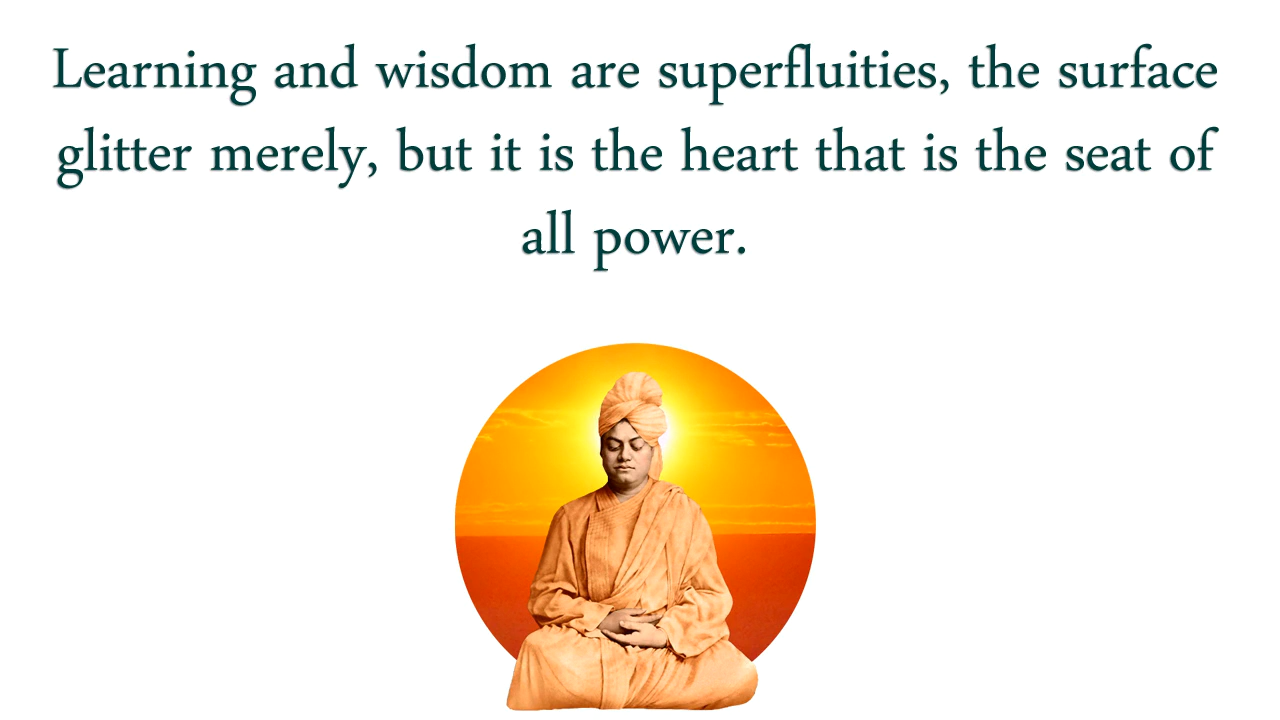 Learning and wisdom are superfluities, the surface
glitter merely, but it is the heart that is the seat of
all power.